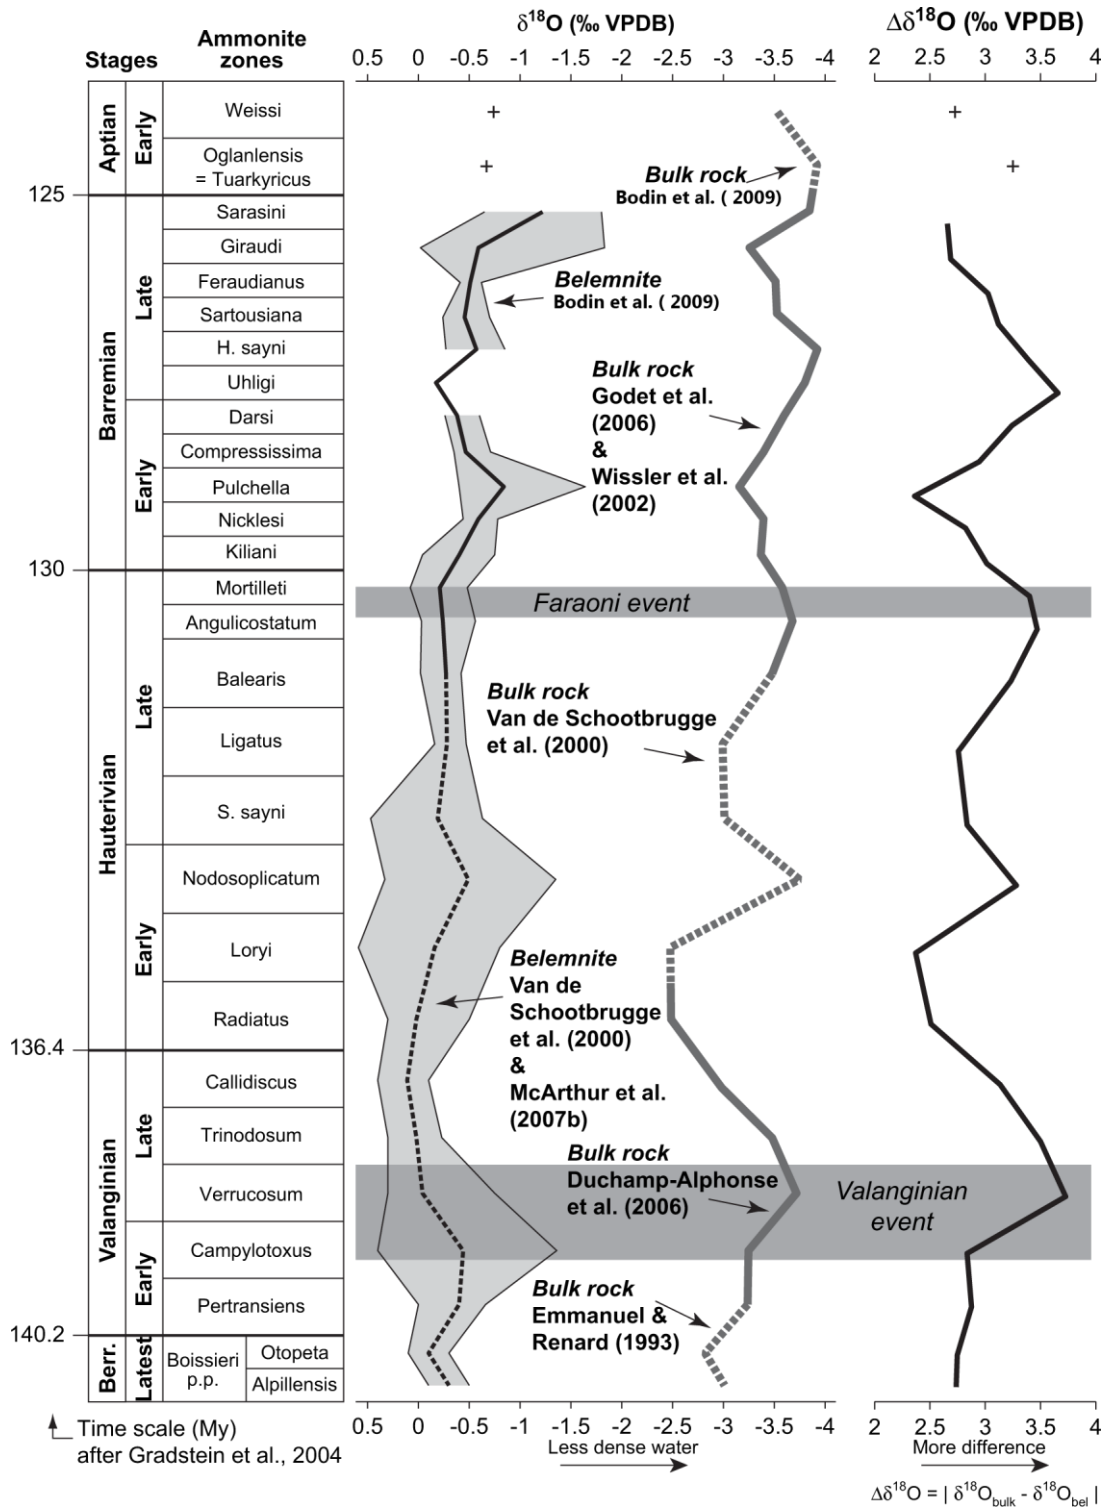 δ18O (‰ VPDB)
Δδ18O (‰ VPDB)
Stages
Ammonite
zones
0.5 0 -0.5 -1 -1.5 -2 -2.5 -3 -3.5 -4
2 2.5 3 3.5 4
Aptian
Early
Weissi
Oglanlensis
= Tuarkyricus
Bulk rock
Bodin et al. ( 2009)
125
Barremian
Late
Sarasini
Giraudi
Feraudianus
Sartousiana
H. sayni
Uhligi
Belemnite
Bodin et al. ( 2009)
Bulk rock
Godet et al.
(2006)
&
Wissler et al.
(2002)
Early
Darsi
Compressissima
Pulchella
Nicklesi
Kiliani
130
Hauterivian
Late
Mortilleti
Angulicostatum
Balearis
Ligatus
S. sayni
Faraoni event
Bulk rock
Van de Schootbrugge
et al. (2000)
Early
Nodosoplicatum
Loryi
Radiatus
Belemnite
Van de
Schootbrugge
et al. (2000)
&
McArthur et al.
(2007b)
136.4
Valanginian
Late
Callidiscus
Trinodosum
Verrucosum
Bulk rock
Duchamp-Alphonse
et al. (2006)
Valanginian
event
Early
Campylotoxus
Pertransiens
Bulk rock
Emmanuel &
Renard (1993)
140.2
Berr.
Latest
Boissieri
p.p.
Otopeta
Alpillensis
Time scale (My)
after Gradstein et al., 2004
0.5 0 -0.5 -1 -1.5 -2 -2.5 -3 -3.5 -4
Less dense water
2 2.5 3 3.5 4
More difference
Δδ18O = | δ18Obulk - δ18Obel |